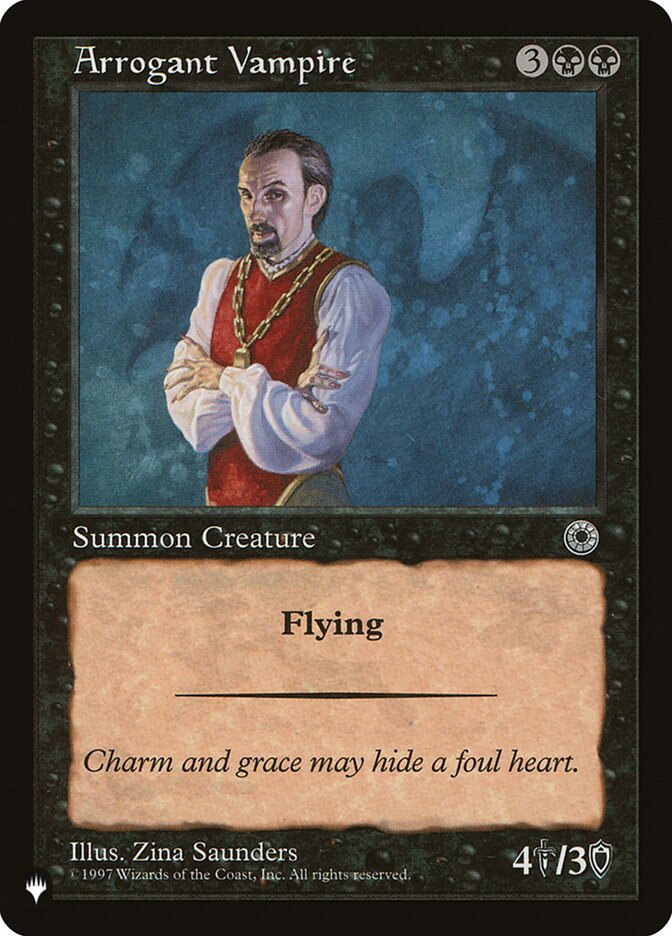 Arrogant Vampire 3
Summon Creature
Flying
Charm and grace may hide a foul heart.
Illus. Zina Saunders
©1997 Wizards of the Coast, Inc. All rights reserved.
4/3